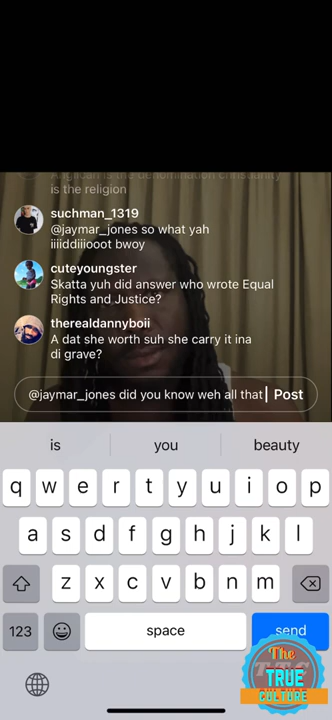 Anglican is the denomination christianity
is the religion
suchman_1319
@jaymar_jones so what yah
iiiiddiiiooot bwoy
cuteyoungster
Skatta yuh did answer who wrote Equal
Rights and Justice?
therealdannyboii
A dat she worth suh she carry it ina
di grave?
@jaymar_jones did you know weh all that Post
is you beauty
q w e r t y u i o p
a s d f g h j k l
z x c v b n m
123 space send
The
T.T.C
TRUE
CULTURE